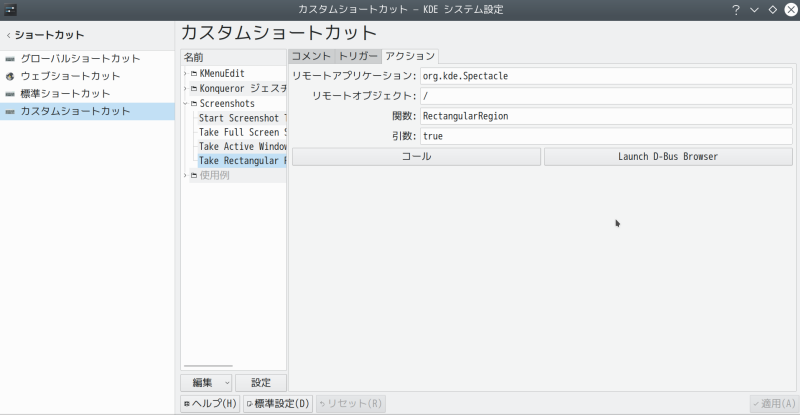 カスタムショートカット — KDE システム設定
ショートカット
グローバルショートカット
ウェブショートカット
標準ショートカット
カスタムショートカット
カスタムショートカット
名前
KMenuEdit
Konqueror ジェスチ
Screenshots
Start Screenshot T
Take Full Screen S
Take Active Window
Take Rectangular R
使用例
編集
設定
コメント トリガー アクション
リモートアプリケーション: org.kde.Spectacle
リモートオブジェクト: /
関数: RectangularRegion
引数: true
コール
Launch D-Bus Browser
ヘルプ(H) 標準設定(D) リセット(R) 適用(A)